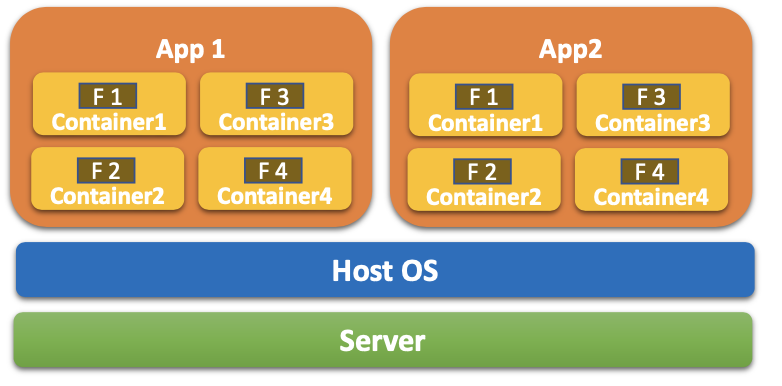 App 1
F 1
Container1
F 3
Container3
F 2
Container2
F 4
Container4
App2
F 1
Container1
F 3
Container3
F 2
Container2
F 4
Container4
Host OS
Server